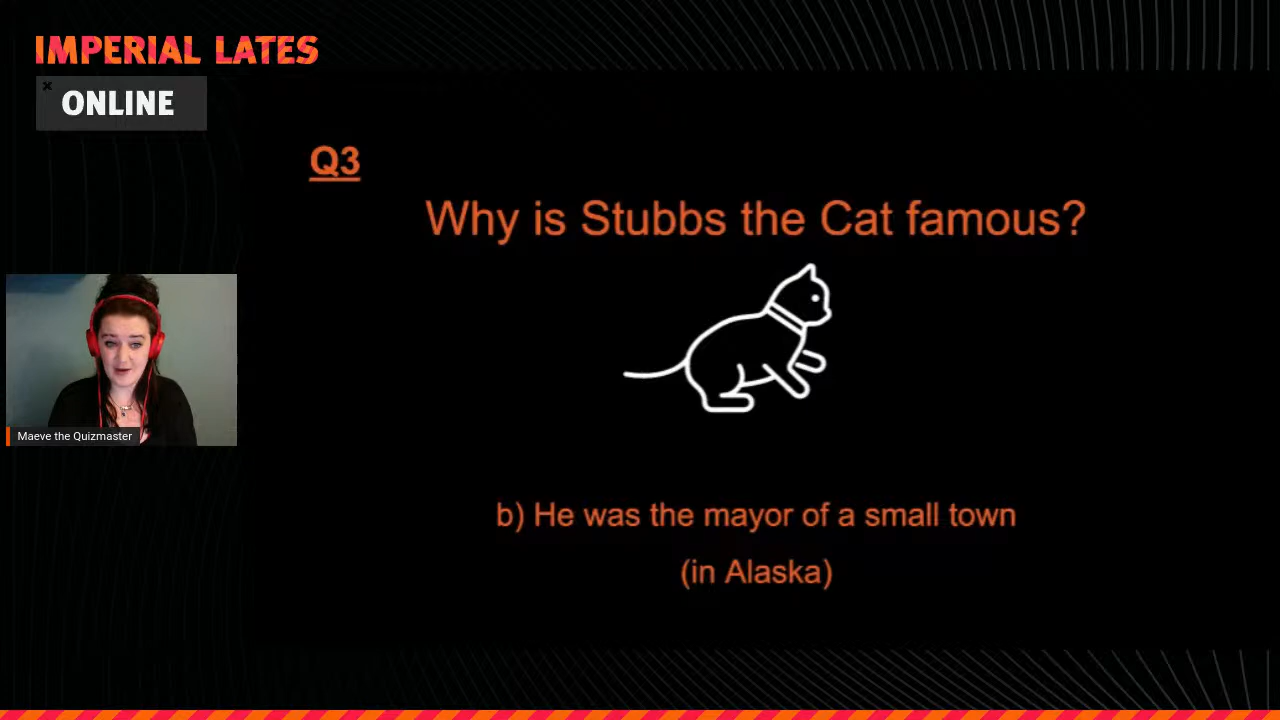 IMPERIAL LATES
ONLINE
Q3
Why is Stubbs the Cat famous?
Maeve the Quizmaster
b) He was the mayor of a small town
(in Alaska)